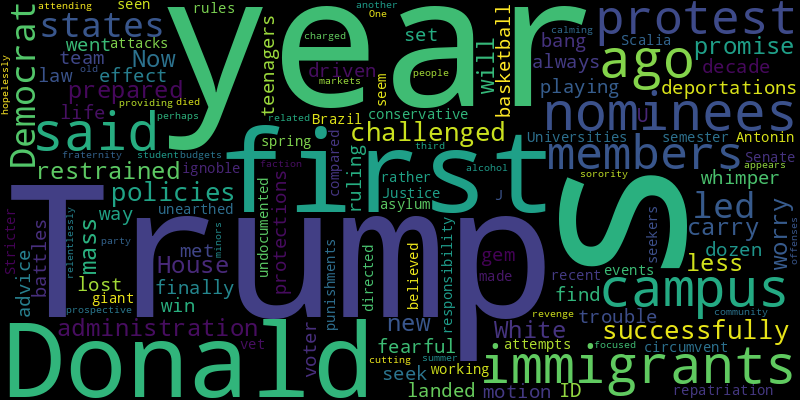 year
Trump
Donald
first
S
said
ago
campus
immigrants
nominees
members
protest
Democrat
states
led
administration
policies
prepared
restrained
challenged
successfully
promise
deportations
Now
effect
went
attacks
team
law
life
House
finally
win
lost
way
met
mass
battles
advice
giant
new
White
voter
fearful
seek
landed
working
motion
ID
attempts
trouble
find
less
carry
dozen
worry
whimper
seekers
events
recent
circumvent
repatriation
revenge
focused
community
offenses
appears
Senate
Antonin
semester
Universities
U
decade
Scalia
bang
always
playing
basketball
will
set
driven
teenagers
seem
Brazil
conservative
spring
ruling
rather
Justice
asylum
compared
protections
undocumented
ignoble
unearthed
faction
related
third
alcohol
J
sorority
gem
made
believed
directed
responsibility
punishments
minors
vet
cutting
summer
party
prospective
relentlessly
Stricter
fraternity
studentbudgets
perhaps
died
providing
old
seen
rules
attending
hopelessly
charged
markets
people
another
One
calming